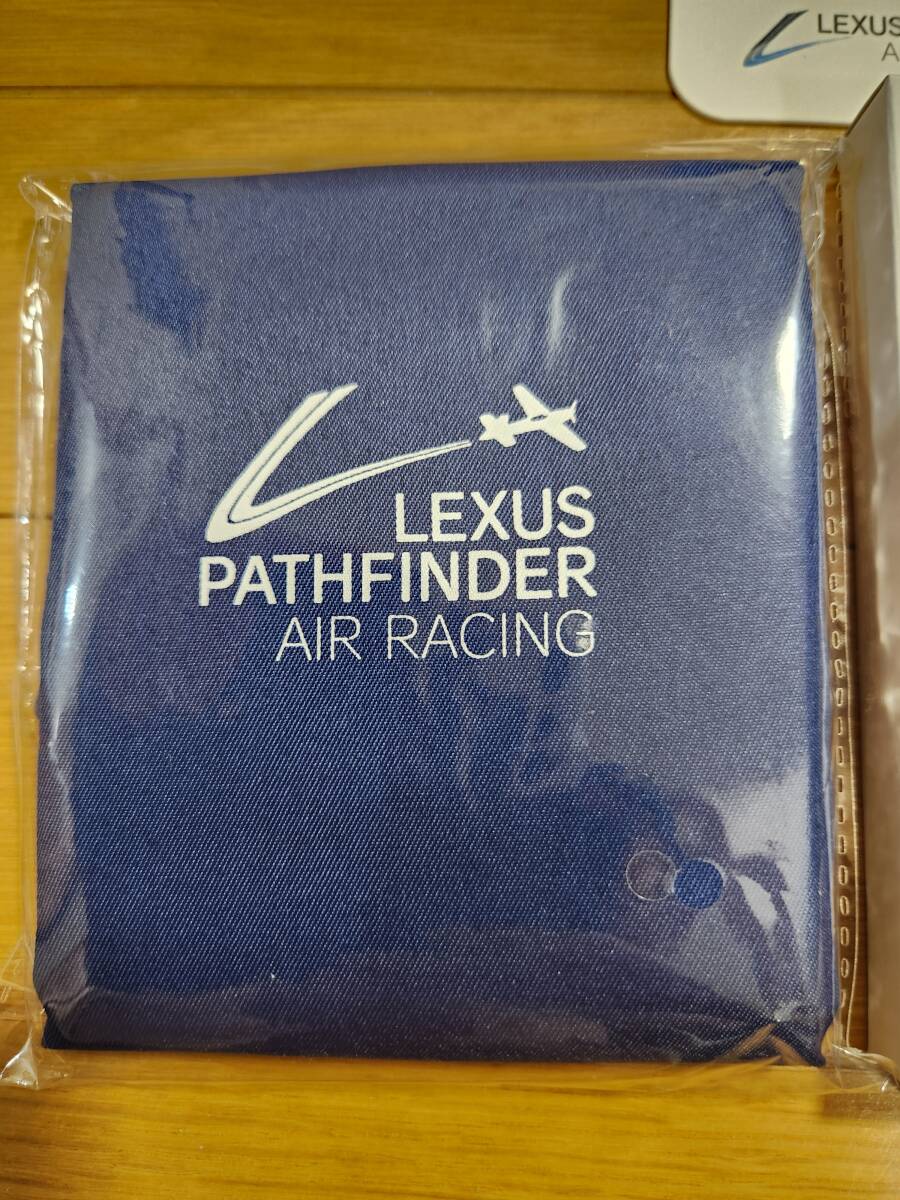 LEXUS
A
LEXUS
PATHFINDER
AIR RACING